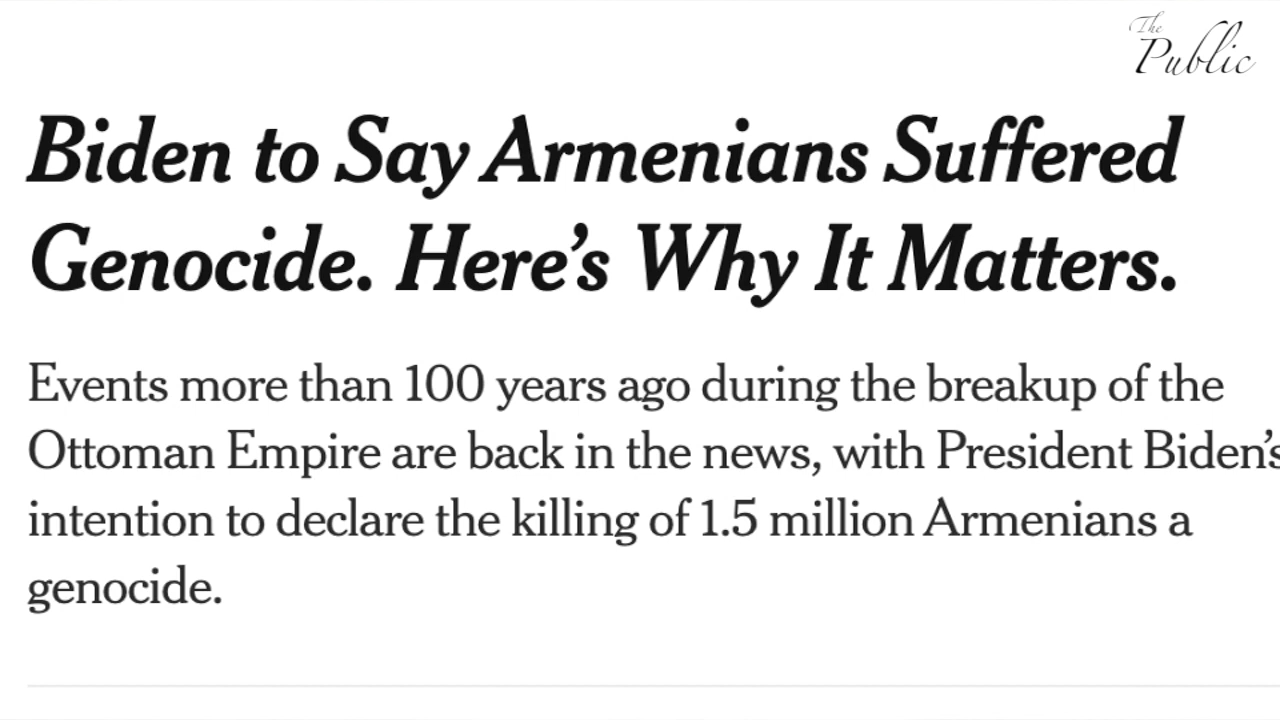 The
Public
Biden to Say Armenians Suffered
Genocide. Here’s Why It Matters.
Events more than 100 years ago during the breakup of the
Ottoman Empire are back in the news, with President Biden’s
intention to declare the killing of 1.5 million Armenians a
genocide.